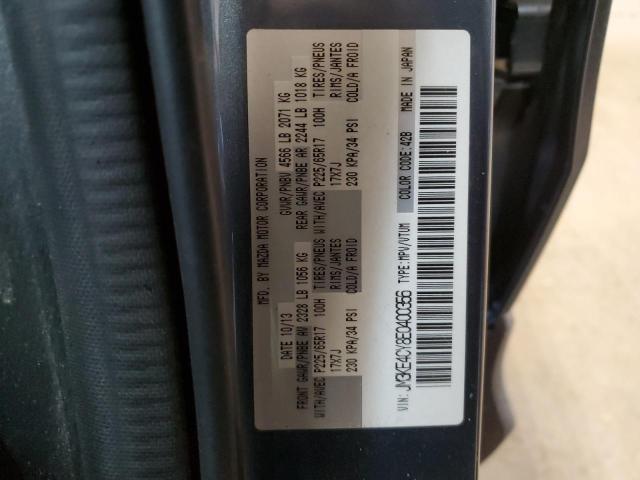 MFD. BY MAZDA MOTOR CORPORATION
DATE 10/13 GVWR/PNBV 4566 LB 2071 KG
FRONT GAWR/PNBE AV 2328 LB 1056 KG REAR GAWR/PNBE AR 2244 LB 1018 KG
WITH/AVEC P225/65R17 100H TIRES/PNEUS WITH/AVEC P225/65R17 100H TIRES/PNEUS
17X7J RIMS/JANTES 17X7J RIMS/JANTES
230 KPA/34 PSI COLD/A FROID 230 KPA/34 PSI COLD/A FROID
VIN: JM3KE4CY8E0400356 TYPE:MPV/VTUM COLOR CODE:42B MADE IN JAPAN